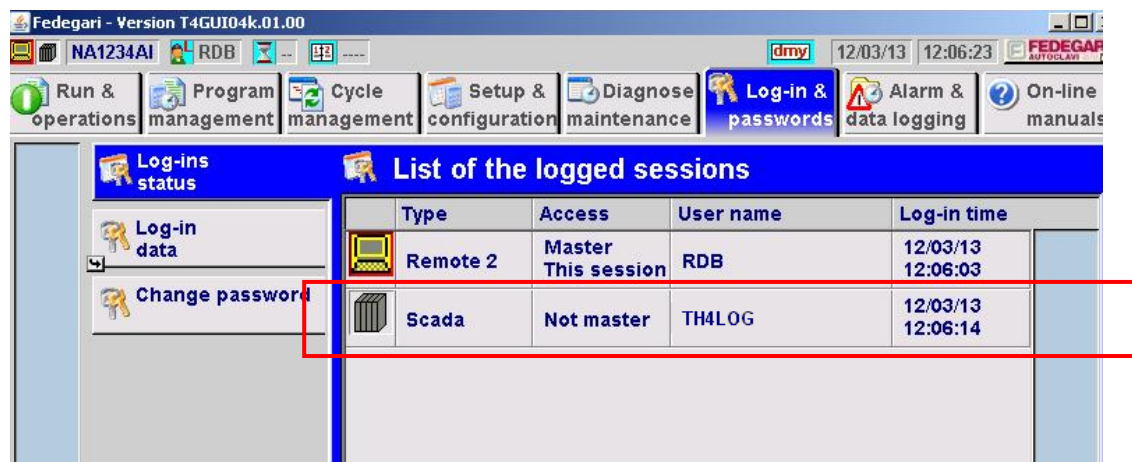 Fedegari - Version T4GUI04k.01.00
NA1234AI RDB -- ---- dmy 12/03/13 12:06:23 FEDEGAR
AUTOCLAVI
Run & Program Cycle Setup & Diagnose Log-in & Alarm & On-line
operations management management configuration maintenance passwords data logging manuals
Log-ins
status
List of the logged sessions
Log-in
data
Change password
Type Access User name Log-in time
Remote 2 Master
This session RDB 12/03/13
12:06:03
Scada Not master TH4LOG 12/03/13
12:06:14